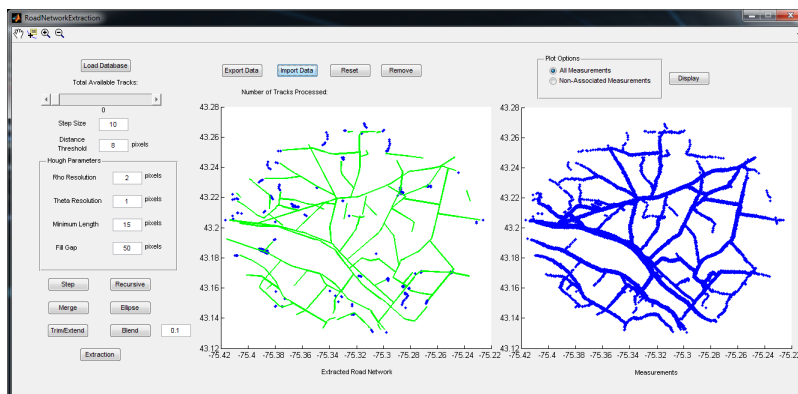 RoadNetworkExtraction
Load Database
Total Available Tracks:
0
Step Size 10
Distance Threshold 8 pixels
Hough Parameters
Rho Resolution 2 pixels
Theta Resolution 1 pixels
Minimum Length 15 pixels
Fill Gap 50 pixels
Step Recursive
Merge Ellipse
Trim/Extend Blend 0.1
Extraction
Export Data Import Data Reset Remove
Number of Tracks Processed:
43.28
43.26
43.24
43.22
43.2
43.18
43.16
43.14
43.12
-75.42 -75.4 -75.38 -75.36 -75.34 -75.32 -75.3 -75.28 -75.26 -75.24 -75.22
Extracted Road Network
Plot Options
All Measurements
Non-Associated Measurements
Display
43.28
43.26
43.24
43.22
43.2
43.18
43.16
43.14
43.12
-75.42 -75.4 -75.38 -75.36 -75.34 -75.32 -75.3 -75.28 -75.26 -75.24 -75.22
Measurements